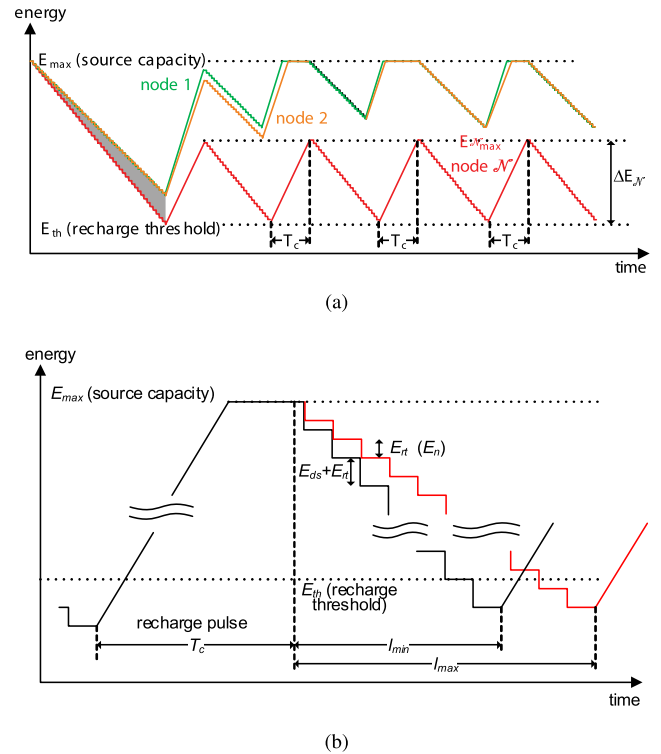 energy
E max (source capacity)
node 1
node 2
E𝒩max
node 𝒩
ΔE𝒩
E th (recharge threshold)
T c T c T c
time
(a)
energy
E max (source capacity)
E rt (E n)
E ds+E rt
E th (recharge
threshold)
recharge pulse
T c I min
I max
time
(b)